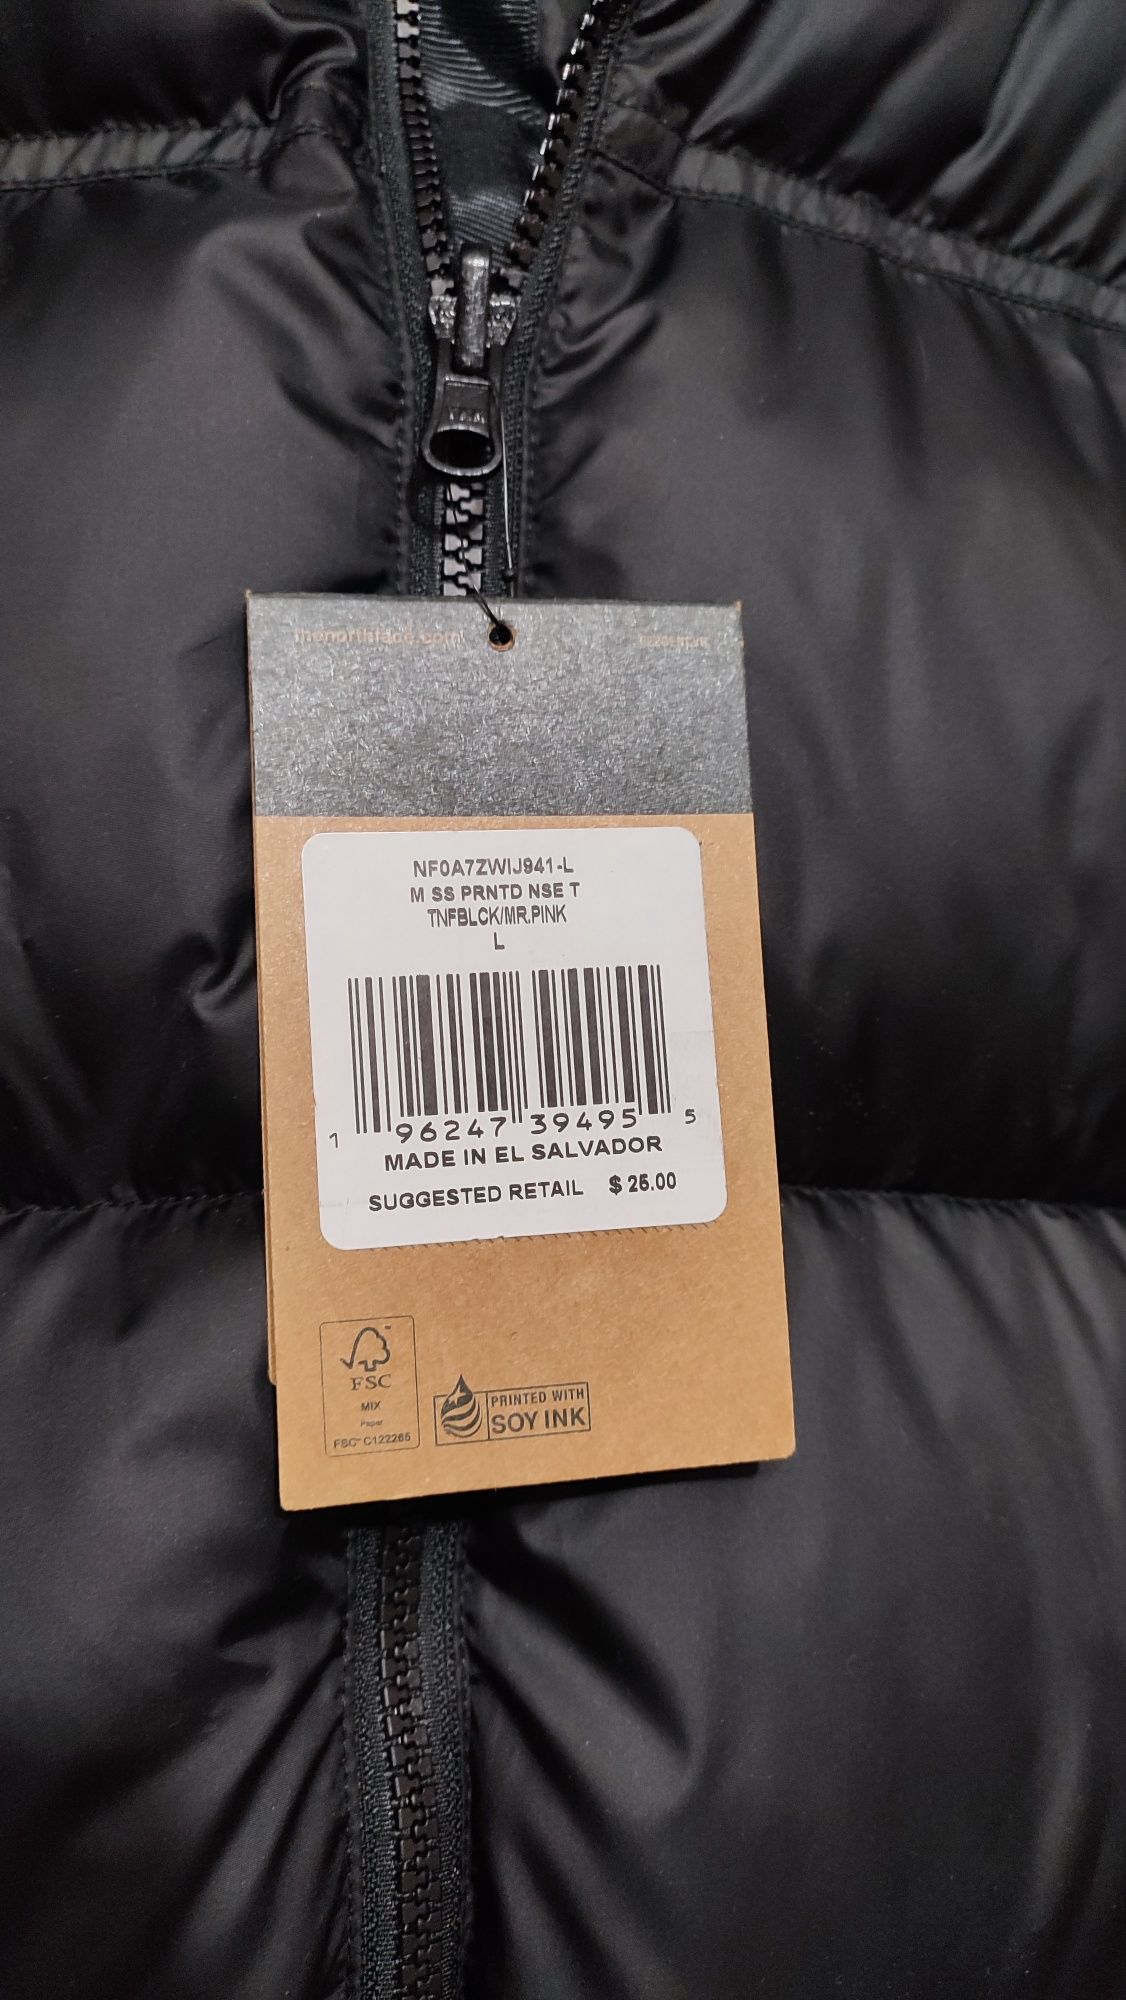 thenorthface.com
NF0A7ZWIJ941-L
M SS PRNTD NSE T
TNFBLCK/MR.PINK
L
1 96247 39495 5
MADE IN EL SALVADOR
SUGGESTED RETAIL $ 25.00
FSC
MIX
Paper
FSC™ C122265
PRINTED WITH
SOY INK